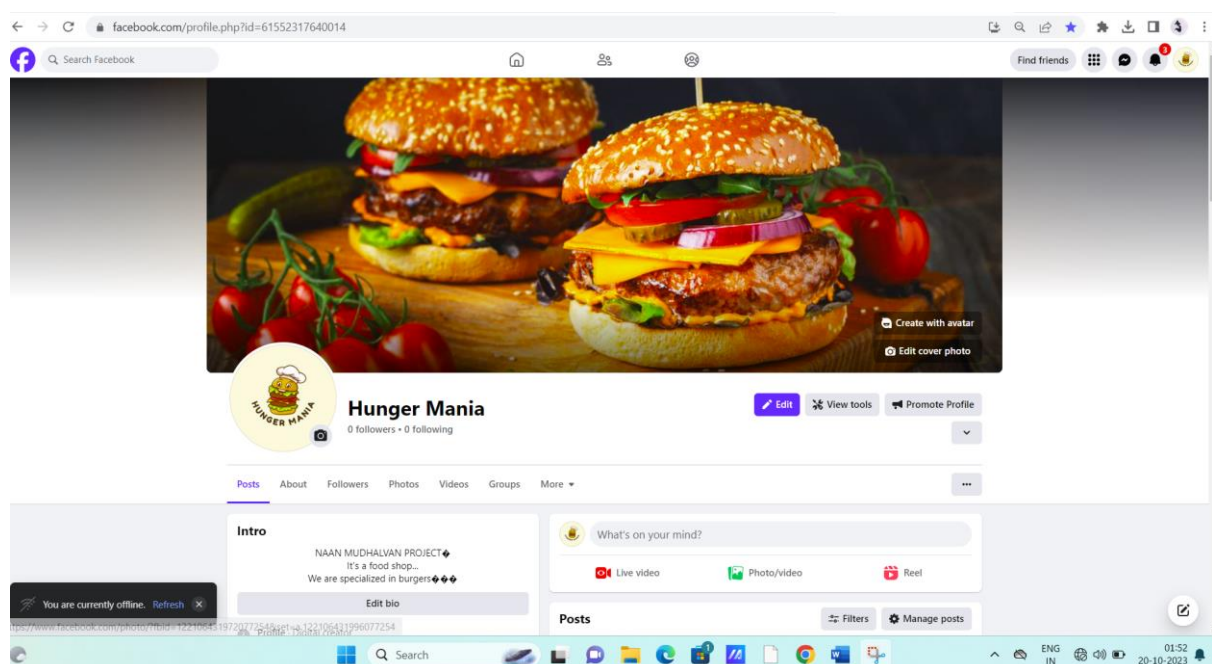 facebook.com/profile.php?id=61552317640014
Search Facebook
Find friends
3
Create with avatar
Edit cover photo
HUNGER MANIA
Hunger Mania
0 followers • 0 following
Edit
View tools
Promote Profile
Posts About Followers Photos Videos Groups More
Intro
NAAN MUDHALVAN PROJECT�
It's a food shop...
We are specialized in burgers���
Edit bio
Profile · Digital creator
What's on your mind?
Live video
Photo/video
Reel
Posts
Filters
Manage posts
You are currently offline. Refresh
Search
ENG
IN
01:52
20-10-2023